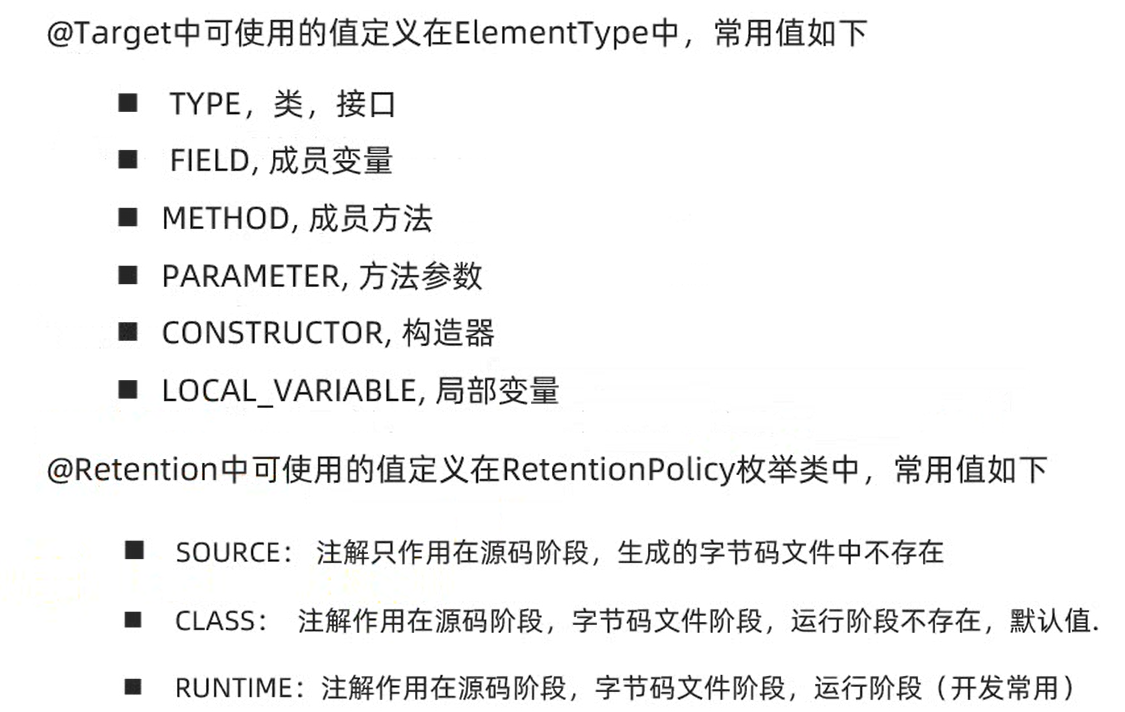 @Target中可使用的值定义在ElementType中，常用值如下
■ TYPE，类，接口
■ FIELD, 成员变量
■ METHOD, 成员方法
■ PARAMETER, 方法参数
■ CONSTRUCTOR, 构造器
■ LOCAL_VARIABLE, 局部变量
@Retention中可使用的值定义在RetentionPolicy枚举类中，常用值如下
■ SOURCE： 注解只作用在源码阶段，生成的字节码文件中不存在
■ CLASS： 注解作用在源码阶段，字节码文件阶段，运行阶段不存在，默认值.
■ RUNTIME：注解作用在源码阶段，字节码文件阶段，运行阶段（开发常用）